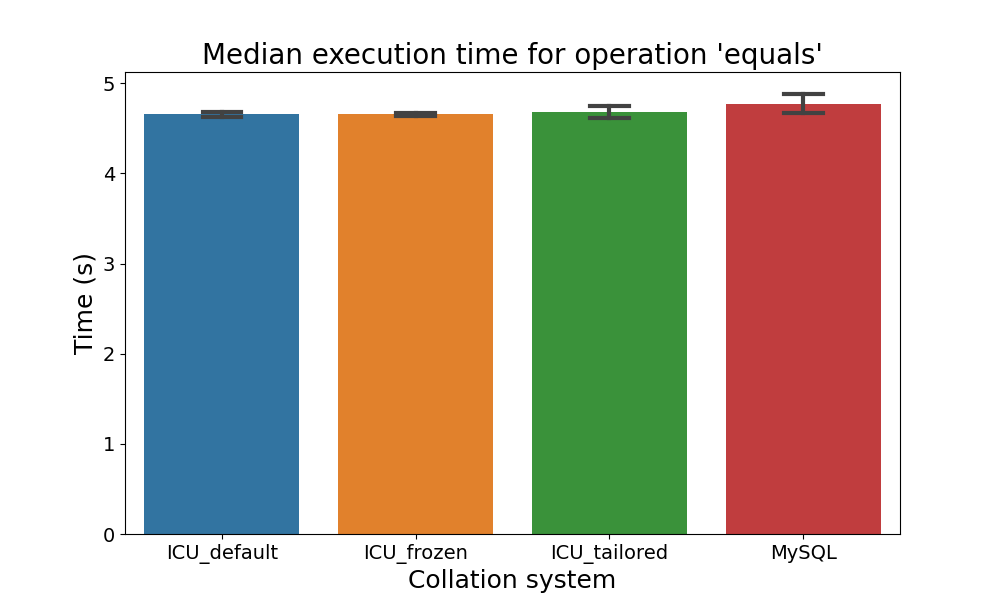 Median execution time for operation 'equals'
Time (s)
5
4
3
2
1
0
ICU_default ICU_frozen ICU_tailored MySQL
Collation system